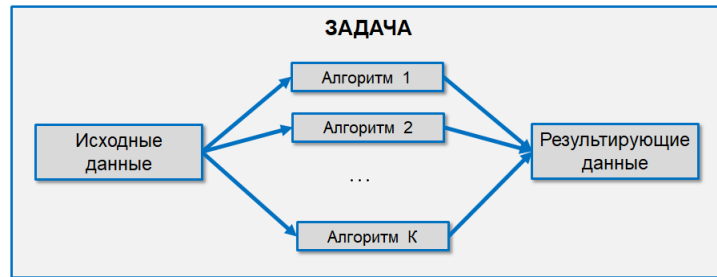 ЗАДАЧА
Алгоритм 1
Алгоритм 2
Исходные
данные
Результирующие
данные
...
Алгоритм К